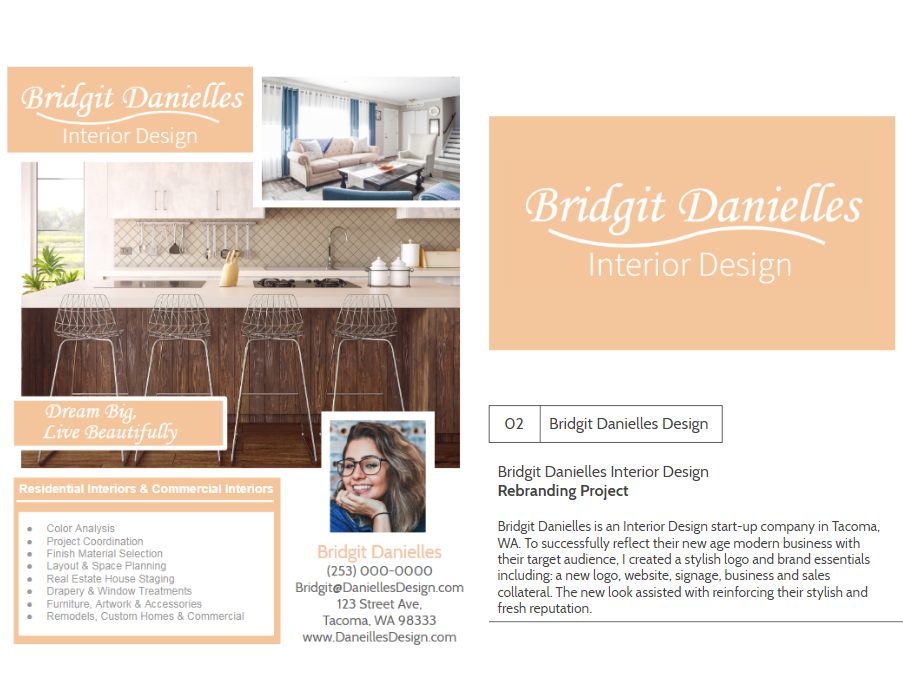 Bridgit Danielles
Interior Design
Dream Big,
Live Beautifully
Residential Interiors & Commercial Interiors
● Color Analysis
● Project Coordination
● Finish Material Selection
● Layout & Space Planning
● Real Estate House Staging
● Drapery & Window Treatments
● Furniture, Artwork & Accessories
● Remodels, Custom Homes & Commercial
Bridgit Danielles
(253) 000-0000
Bridgit@DaniellesDesign.com
123 Street Ave,
Tacoma, WA 98333
www.DaneillesDesign.com
Bridgit Danielles
Interior Design
02 Bridgit Danielles Design
Bridgit Danielles Interior Design
Rebranding Project
Bridgit Danielles is an Interior Design start-up company in Tacoma,
WA. To successfully reflect their new age modern business with
their target audience, I created a stylish logo and brand essentials
including: a new logo, website, signage, business and sales
collateral. The new look assisted with reinforcing their stylish and
fresh reputation.